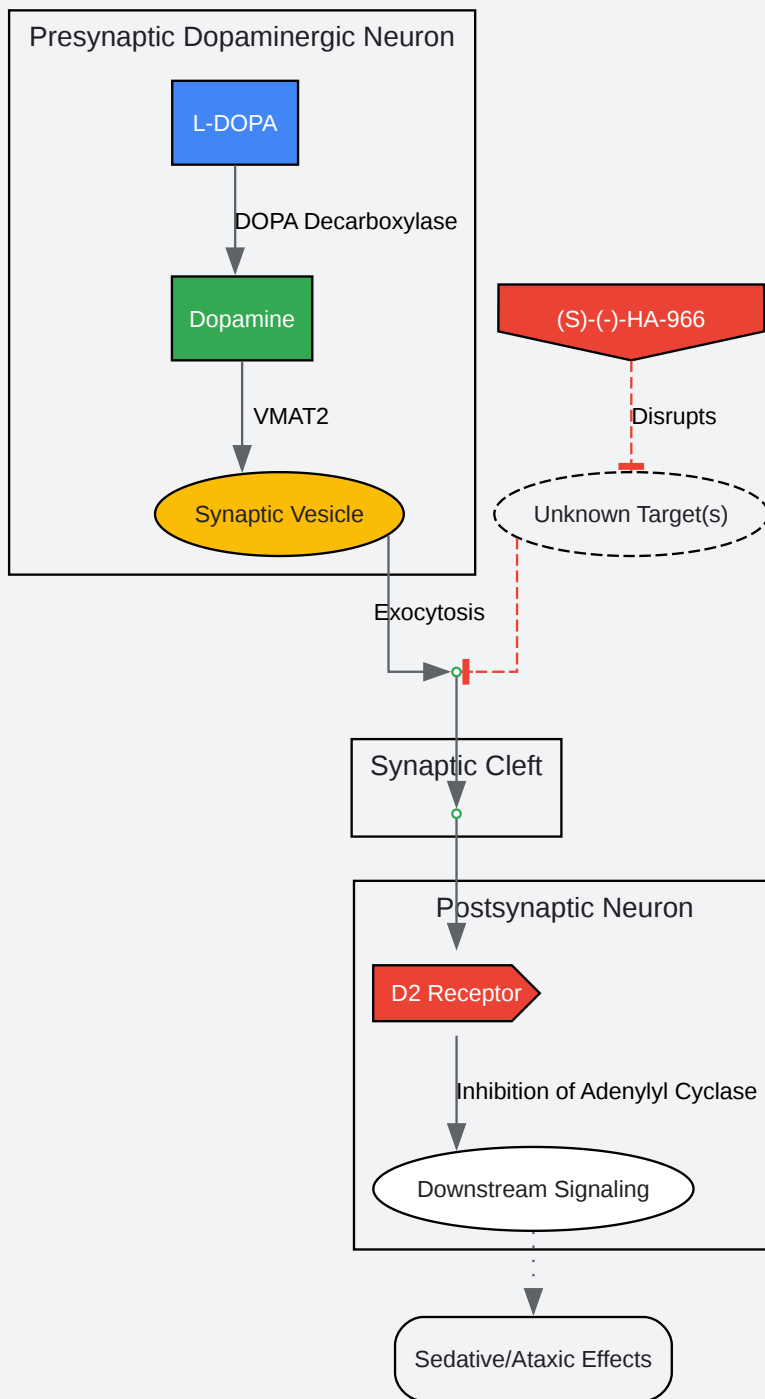 Presynaptic Dopaminergic Neuron
L-DOPA
DOPA Decarboxylase
Dopamine
(S)-(-)-HA-966
VMAT2
Disrupts
Synaptic Vesicle
Unknown Target(s)
Exocytosis
Synaptic Cleft
Postsynaptic Neuron
D2 Receptor
Inhibition of Adenylyl Cyclase
Downstream Signaling
Sedative/Ataxic Effects